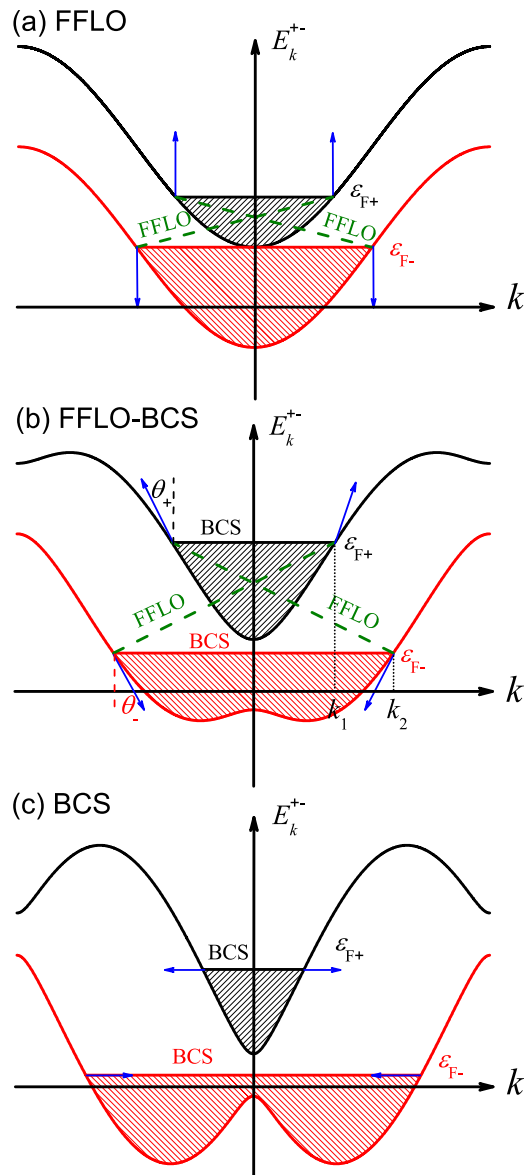 (a) FFLO
E_k^{+-}
ε_{F+}
FFLO
FFLO
ε_{F-}
k
(b) FFLO-BCS
E_k^{+-}
θ_+
BCS
ε_{F+}
FFLO
FFLO
BCS
ε_{F-}
k
θ_-
k_1
k_2
(c) BCS
E_k^{+-}
BCS
ε_{F+}
BCS
ε_{F-}
k